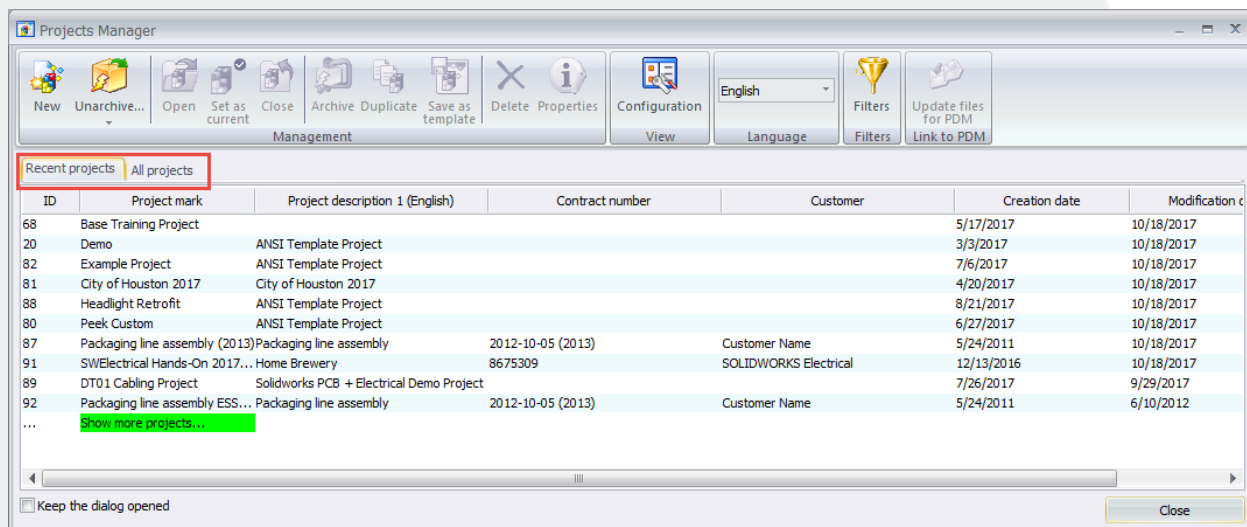 Projects Manager
New Unarchive... Open Set as current Close Archive Duplicate Save as template Delete Properties Configuration English Filters Update files for PDM
Management View Language Filters Link to PDM
Recent projects All projects
ID Project mark Project description 1 (English) Contract number Customer Creation date Modification d
68 Base Training Project 5/17/2017 10/18/2017
20 Demo ANSI Template Project 3/3/2017 10/18/2017
82 Example Project ANSI Template Project 7/6/2017 10/18/2017
81 City of Houston 2017 City of Houston 2017 4/20/2017 10/18/2017
88 Headlight Retrofit ANSI Template Project 8/21/2017 10/18/2017
80 Peek Custom ANSI Template Project 6/27/2017 10/18/2017
87 Packaging line assembly (2013) Packaging line assembly 2012-10-05 (2013) Customer Name 5/24/2011 10/18/2017
91 SWElectrical Hands-On 2017... Home Brewery 8675309 SOLIDWORKS Electrical 12/13/2016 10/18/2017
89 DT01 Cabling Project Solidworks PCB + Electrical Demo Project 7/26/2017 9/29/2017
92 Packaging line assembly ESS... Packaging line assembly 2012-10-05 (2013) Customer Name 5/24/2011 6/10/2012
... Show more projects...
Keep the dialog opened Close